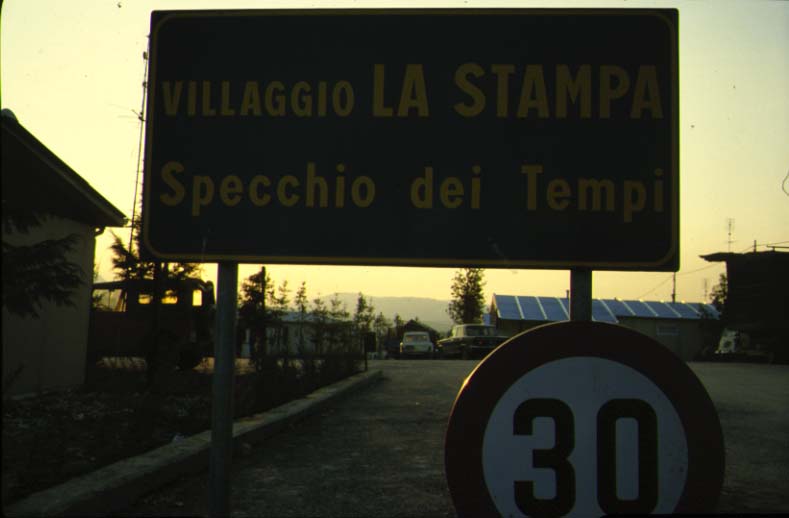 VILLAGGIO LA STAMPA
Specchio dei Tempi
30